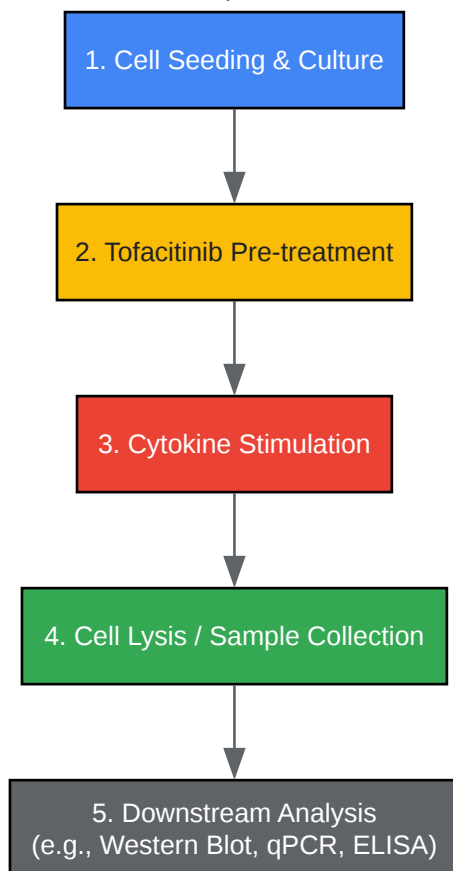 1. Cell Seeding & Culture
2. Tofacitinib Pre-treatment
3. Cytokine Stimulation
4. Cell Lysis / Sample Collection
5. Downstream Analysis
(e.g., Western Blot, qPCR, ELISA)